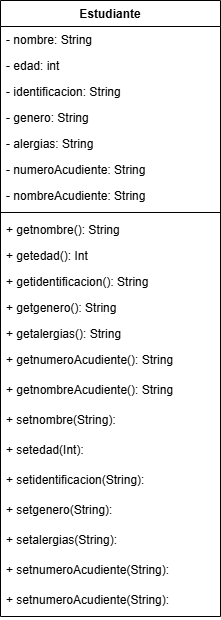 Estudiante
- nombre: String
- edad: int
- identificacion: String
- genero: String
- alergias: String
- numeroAcudiente: String
- nombreAcudiente: String
+ getnombre(): String
+ getedad(): Int
+ getidentificacion(): String
+ getgenero(): String
+ getalergias(): String
+ getnumeroAcudiente(): String
+ getnombreAcudiente(): String
+ setnombre(String):
+ setedad(Int):
+ setidentificacion(String):
+ setgenero(String):
+ setalergias(String):
+ setnumeroAcudiente(String):
+ setnumeroAcudiente(String):